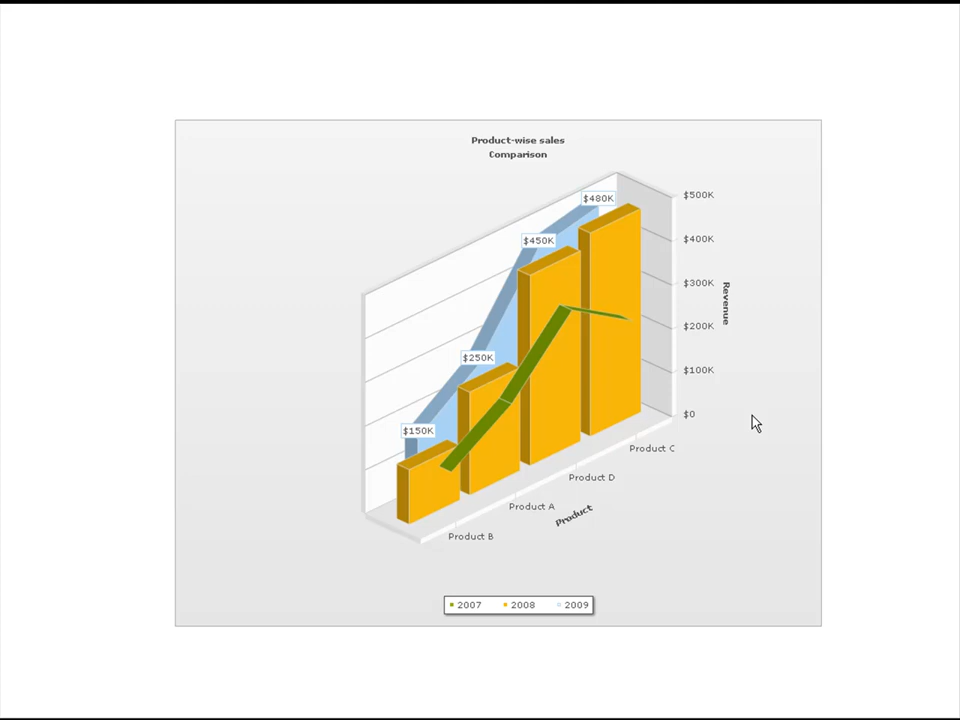 Product-wise sales
Comparison
$480K
$450K
$250K
$150K
$500K
$400K
$300K
$200K
$100K
$0
Revenue
Product C
Product D
Product A
Product B
Product
2007 2008 2009